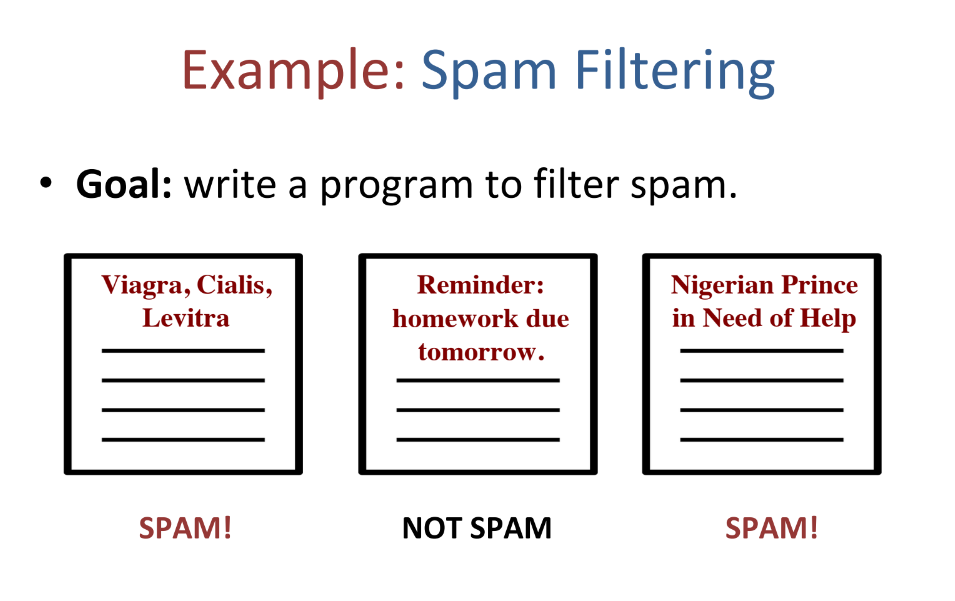 Example: Spam Filtering
• Goal: write a program to filter spam.
Viagra, Cialis,
Levitra
Reminder:
homework due
tomorrow.
Nigerian Prince
in Need of Help
SPAM!
NOT SPAM
SPAM!